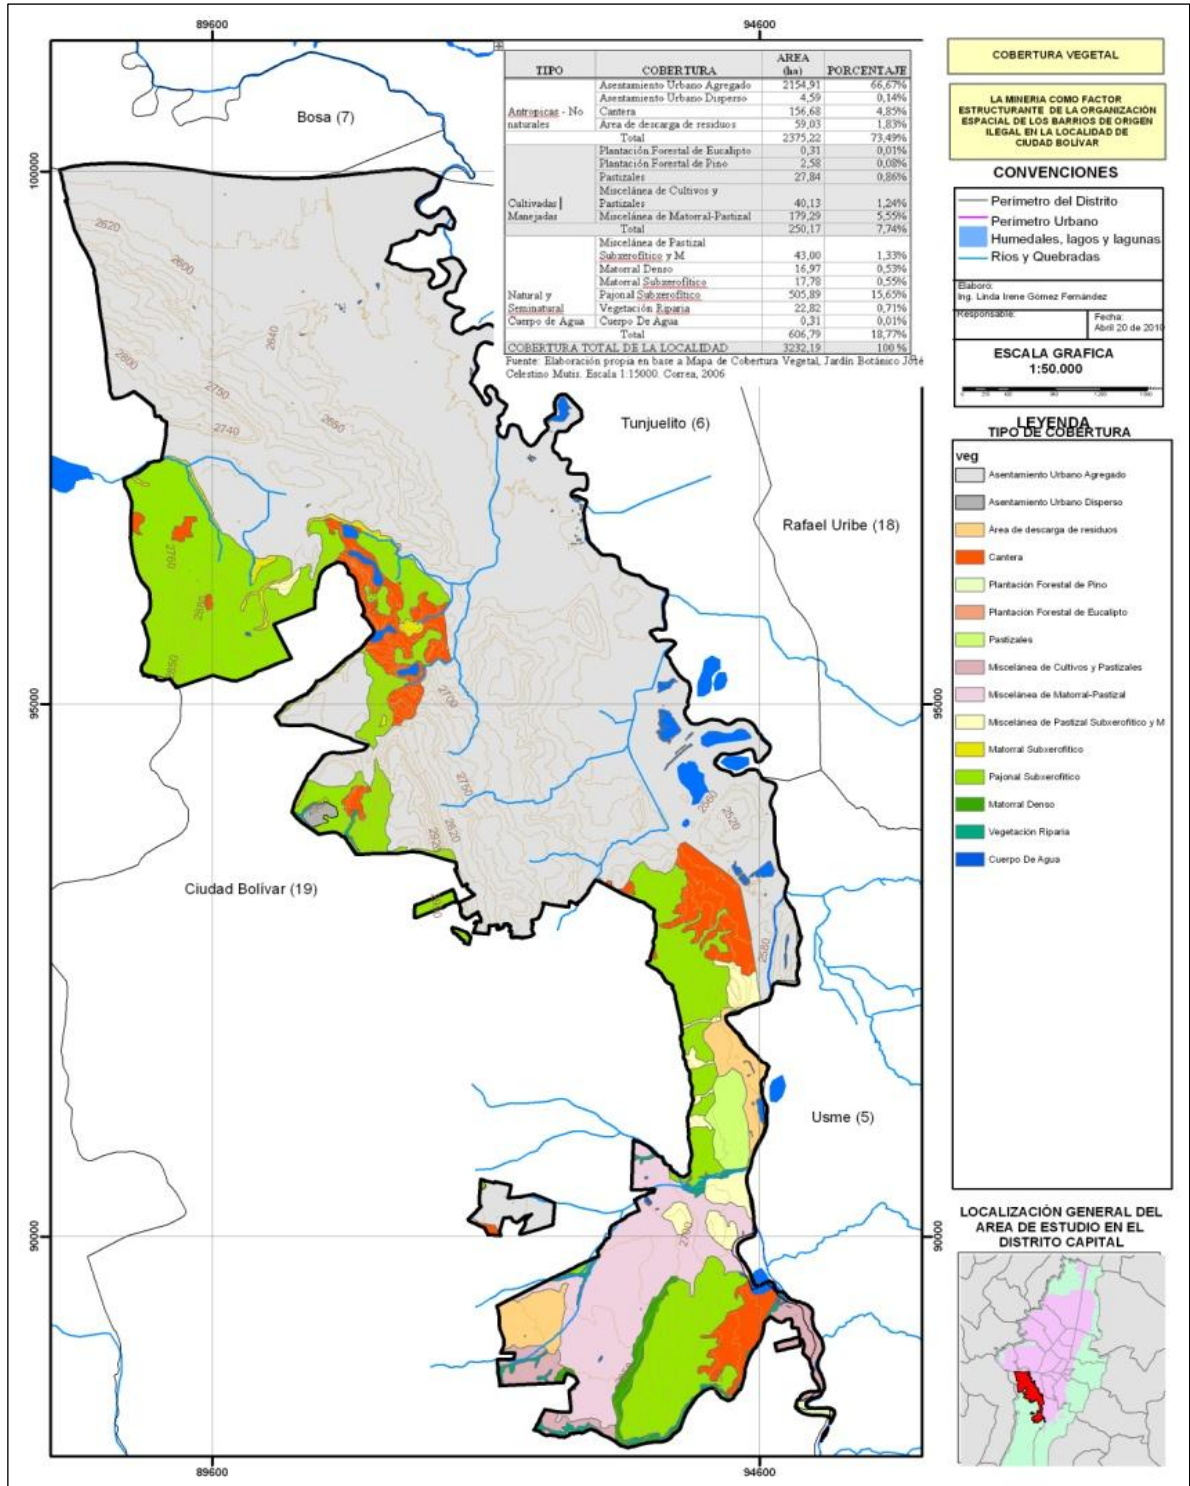 89600
94600
100000
95000
95000
90000
90000
89600
94600
TIPO COBERTURA AREA (ha) PORCENTAJE
Antropicas - No naturales
Asentamiento Urbano Agregado 2154,91 66,67%
Asentamiento Urbano Disperso 4,59 0,14%
Cantera 156,68 4,85%
Area de descarga de residuos 59,03 1,83%
Total 2375,22 73,49%
Cultivadas | Manejadas
Plantación Forestal de Eucalipto 0,31 0,01%
Plantación Forestal de Pino 2,58 0,08%
Pastizales 27,84 0,86%
Miscelánea de Cultivos y Pastizales 40,13 1,24%
Miscelánea de Matorral-Pastizal 179,29 5,55%
Total 250,17 7,74%
Natural y Seminatural
Miscelánea de Pastizal Subxerofítico y M 43,00 1,33%
Matorral Denso 16,97 0,53%
Matorral Subxerofítico 17,78 0,55%
Pajonal Subxerofítico 505,89 15,65%
Vegetación Riparia 22,82 0,71%
Cuerpo de Agua Cuerpo De Agua 0,31 0,01%
Total 606,79 18,77%
COBERTURA TOTAL DE LA LOCALIDAD 3232,19 100 %
Fuente: Elaboración propia en base a Mapa de Cobertura Vegetal, Jardín Botánico José
Celestino Mutis. Escala 1:15000. Correa, 2006
Bosa (7)
Tunjuelito (6)
Rafael Uribe (18)
Ciudad Bolívar (19)
Usme (5)
2620
2600
2640
2800
2750
2740
2650
2760
2880
2850
2700
2750
2820
2920
2560
2520
2580
2700
COBERTURA VEGETAL
LA MINERIA COMO FACTOR
ESTRUCTURANTE DE LA ORGANIZACIÓN
ESPACIAL DE LOS BARRIOS DE ORIGEN
ILEGAL EN LA LOCALIDAD DE
CIUDAD BOLÍVAR
CONVENCIONES
Perimetro del Distrito
Perimetro Urbano
Humedales, lagos y lagunas
Rios y Quebradas
Elaboró:
Ing. Linda Irene Gómez Fernández
Responsable:
Fecha:
Abril 20 de 2010
ESCALA GRAFICA
1:50.000
LEYENDA
TIPO DE COBERTURA
veg
Asentamiento Urbano Agregado
Asentamiento Urbano Disperso
Área de descarga de residuos
Cantera
Plantación Forestal de Pino
Plantación Forestal de Eucalipto
Pastizales
Miscelánea de Cultivos y Pastizales
Miscelánea de Matorral-Pastizal
Miscelánea de Pastizal Subxerofítico y M
Matorral Subxerofítico
Pajonal Subxerofítico
Matorral Denso
Vegetación Riparia
Cuerpo De Agua
LOCALIZACIÓN GENERAL DEL
AREA DE ESTUDIO EN EL
DISTRITO CAPITAL